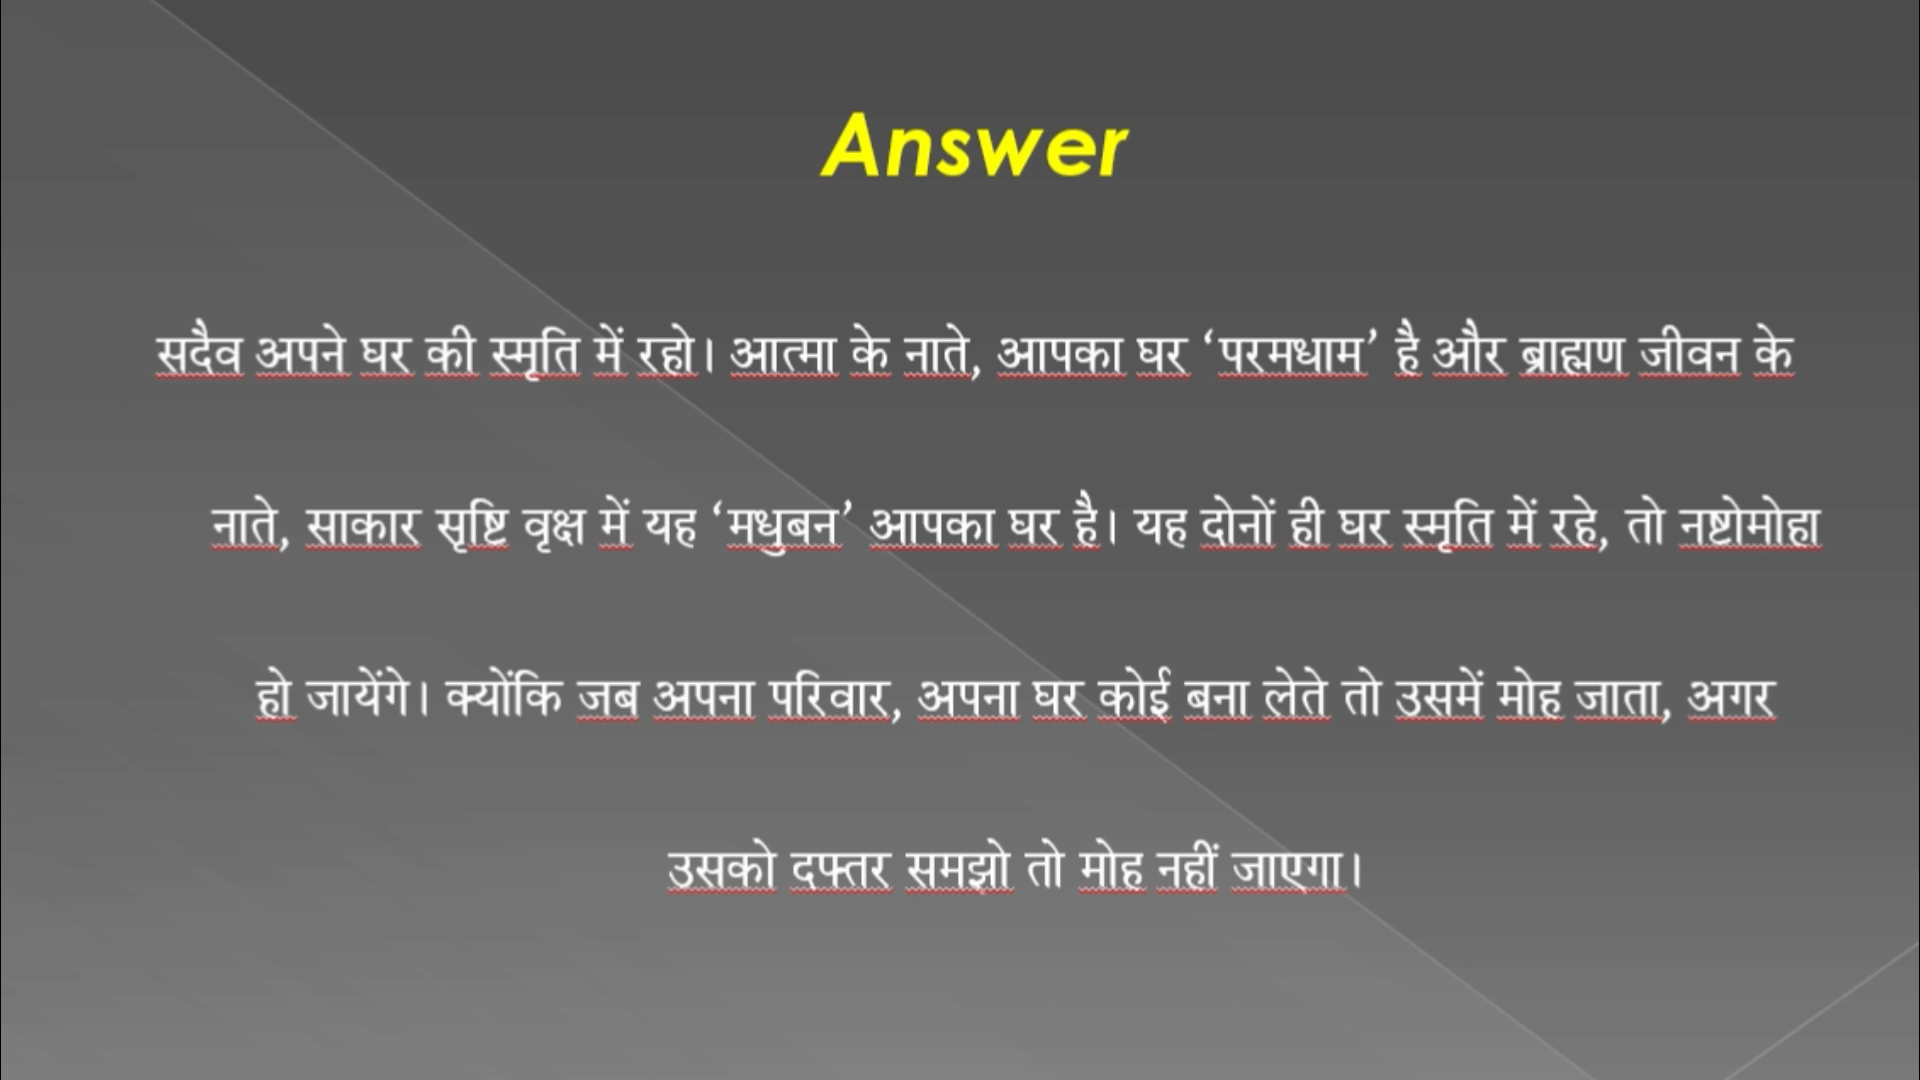 Answer
सदैव अपने घर की स्मृति में रहो। आत्मा के नाते, आपका घर ‘परमधाम’ है और ब्राह्मण जीवन के
नाते, साकार सृष्टि वृक्ष में यह ‘मधुबन’ आपका घर है। यह दोनों ही घर स्मृति में रहे, तो नष्टोमोहा
हो जायेंगे। क्योंकि जब अपना परिवार, अपना घर कोई बना लेते तो उसमें मोह जाता, अगर
उसको दफ्तर समझो तो मोह नहीं जाएगा।